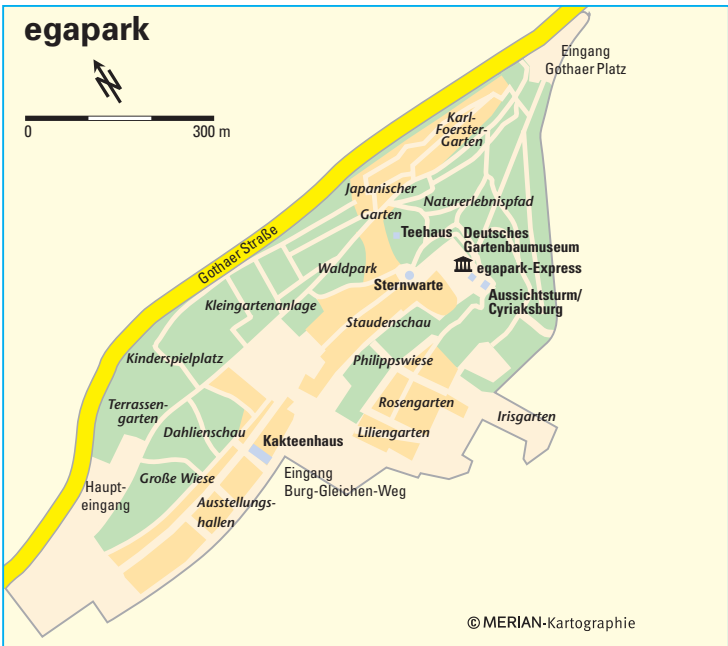 egapark
N
0 300 m
Eingang
Gothaer Platz
Karl-
Foerster-
Garten
Japanischer
Garten
Naturerlebnispfad
Teehaus
Deutsches
Gartenbaumuseum
egapark-Express
Gothaer Straße
Waldpark
Sternwarte
Aussichtsturm/
Cyriaksburg
Kleingartenanlage
Staudenschau
Kinderspielplatz
Philippswiese
Terrassen-
garten
Rosengarten
Irisgarten
Dahlienschau
Liliengarten
Kakteenhaus
Große Wiese
Eingang
Burg-Gleichen-Weg
Haupt-
eingang
Ausstellungs-
hallen
© MERIAN-Kartographie